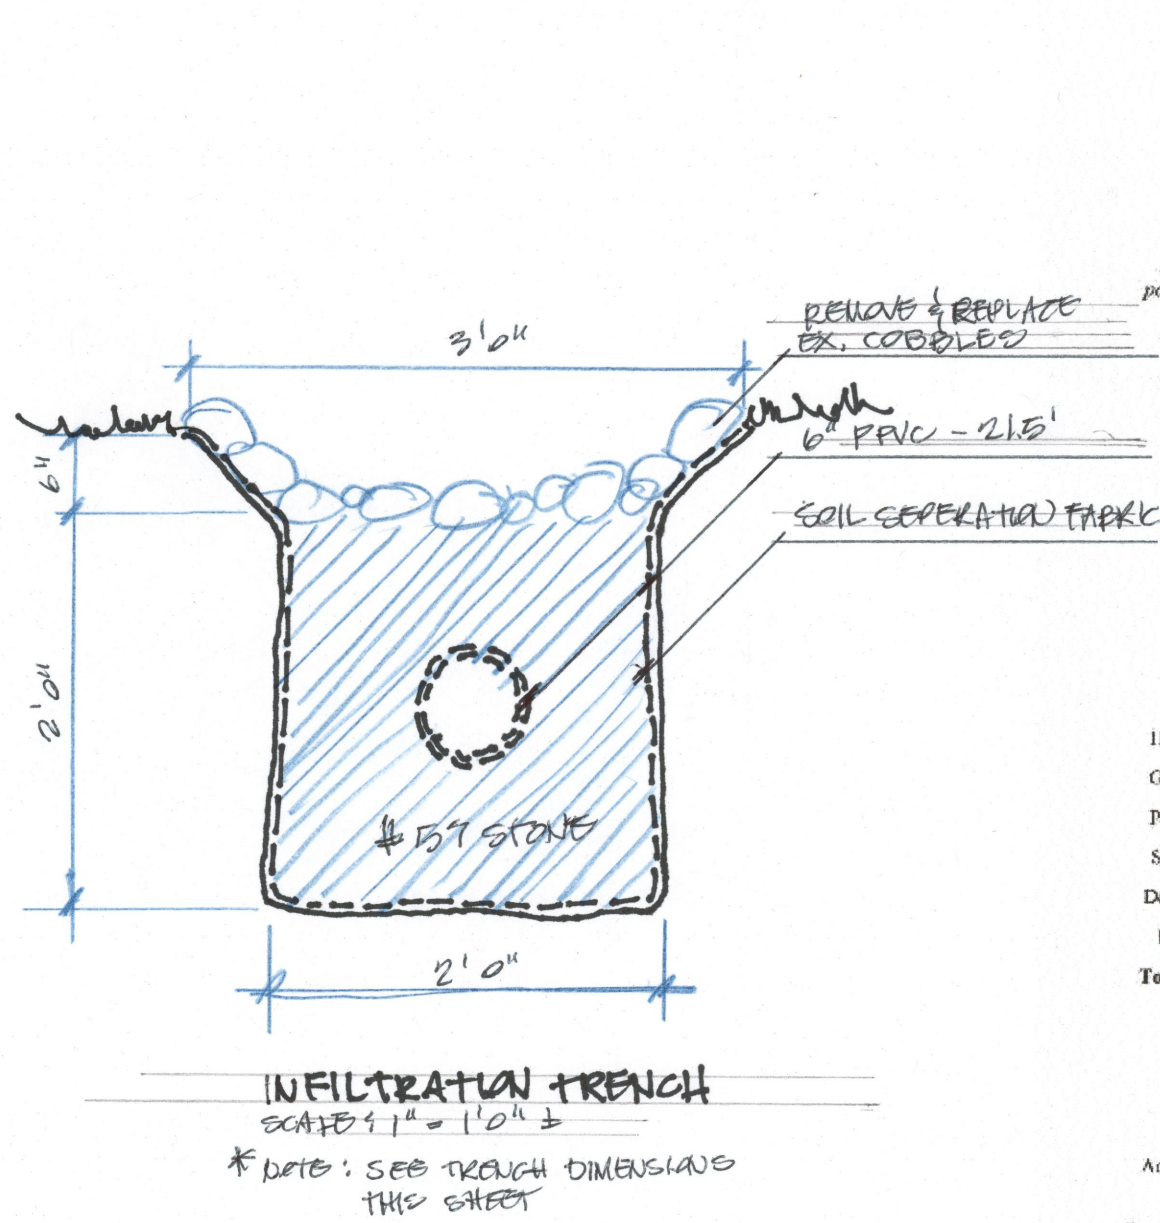 3'0"
REMOVE & REPLACE
EX. COBBLES
6" PPVC - 21.5'
6"
SOIL SEPERATION FABRIC
2'0"
#57 STONE
2'0"
INFILTRATION TRENCH
SCALE: 1" = 1'0" ±
* NOTE: SEE TRENCH DIMENSIONS
THIS SHEET